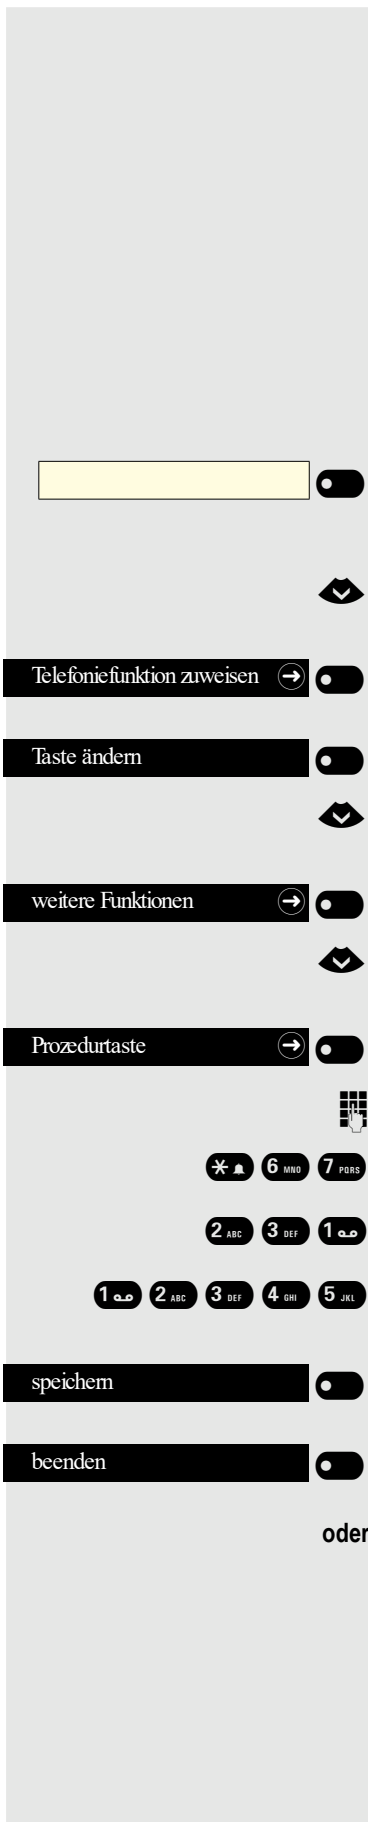 Telefoniefunktion zuweisen
Taste ändern
weitere Funktionen
Prozedurtaste
* 6 MNO 7 PQRS
2 ABC 3 DEF 1
1 2 ABC 3 DEF 4 GHI 5 JKL
speichern
beenden
oder